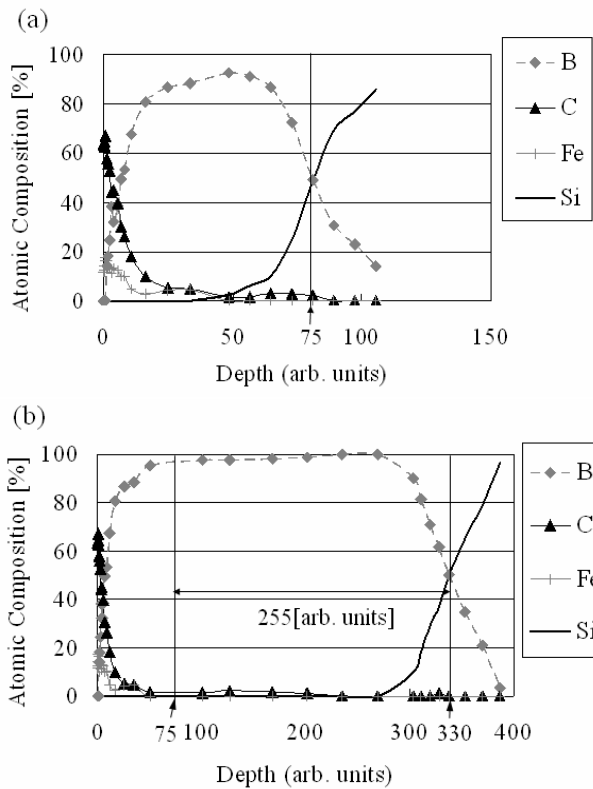 (a)
Atomic Composition [%]
100
80
60
40
20
0
0
50
75
100
150
Depth (arb. units)
B
C
Fe
Si
(b)
Atomic Composition [%]
100
80
60
40
20
0
255[arb. units]
0
75
100
200
300
330
400
Depth (arb. units)
B
C
Fe
Si